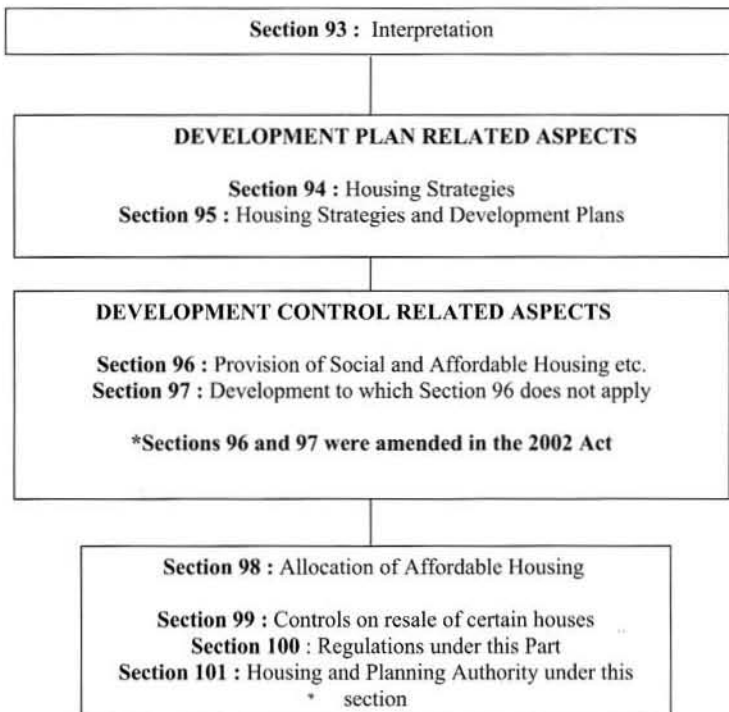 Section 93 : Interpretation
DEVELOPMENT PLAN RELATED ASPECTS
Section 94 : Housing Strategies
Section 95 : Housing Strategies and Development Plans
DEVELOPMENT CONTROL RELATED ASPECTS
Section 96 : Provision of Social and Affordable Housing etc.
Section 97 : Development to which Section 96 does not apply
*Sections 96 and 97 were amended in the 2002 Act
Section 98 : Allocation of Affordable Housing
Section 99 : Controls on resale of certain houses
Section 100 : Regulations under this Part
Section 101 : Housing and Planning Authority under this
section